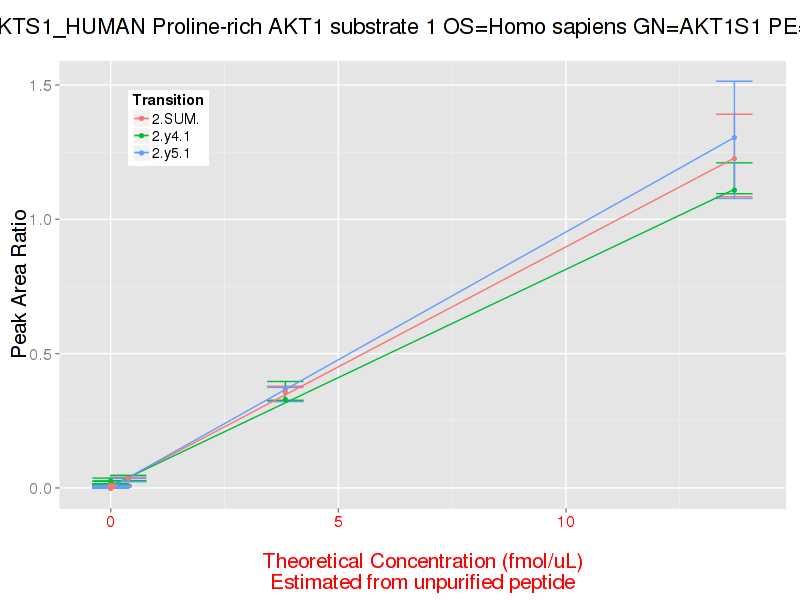 KTS1_HUMAN Proline-rich AKT1 substrate 1 OS=Homo sapiens GN=AKT1S1 PE=
Transition
2.SUM.
2.y4.1
2.y5.1
1.5
1.0
0.5
0.0
Peak Area Ratio
0 5 10
Theoretical Concentration (fmol/uL)
Estimated from unpurified peptide